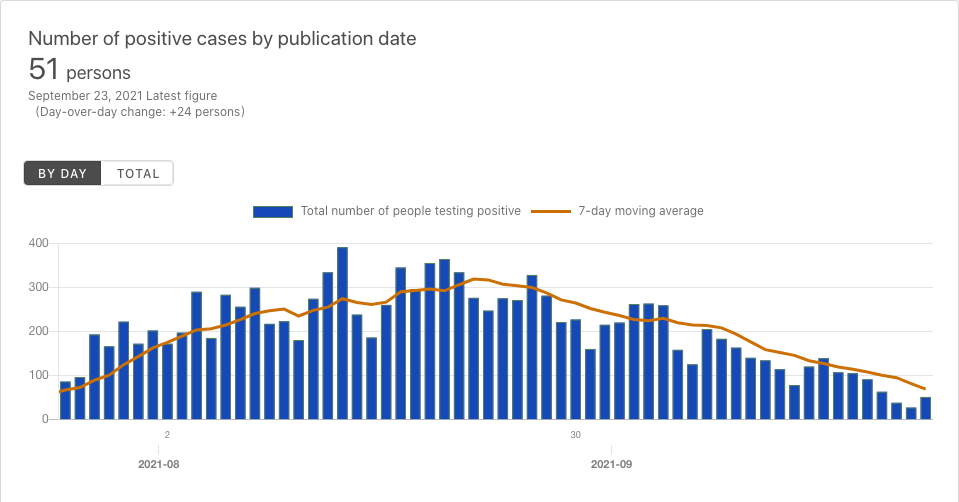 Number of positive cases by publication date
51 persons
September 23, 2021 Latest figure
(Day-over-day change: +24 persons)
BY DAY TOTAL
Total number of people testing positive 7-day moving average
400
300
200
100
0
2 30
2021-08 2021-09